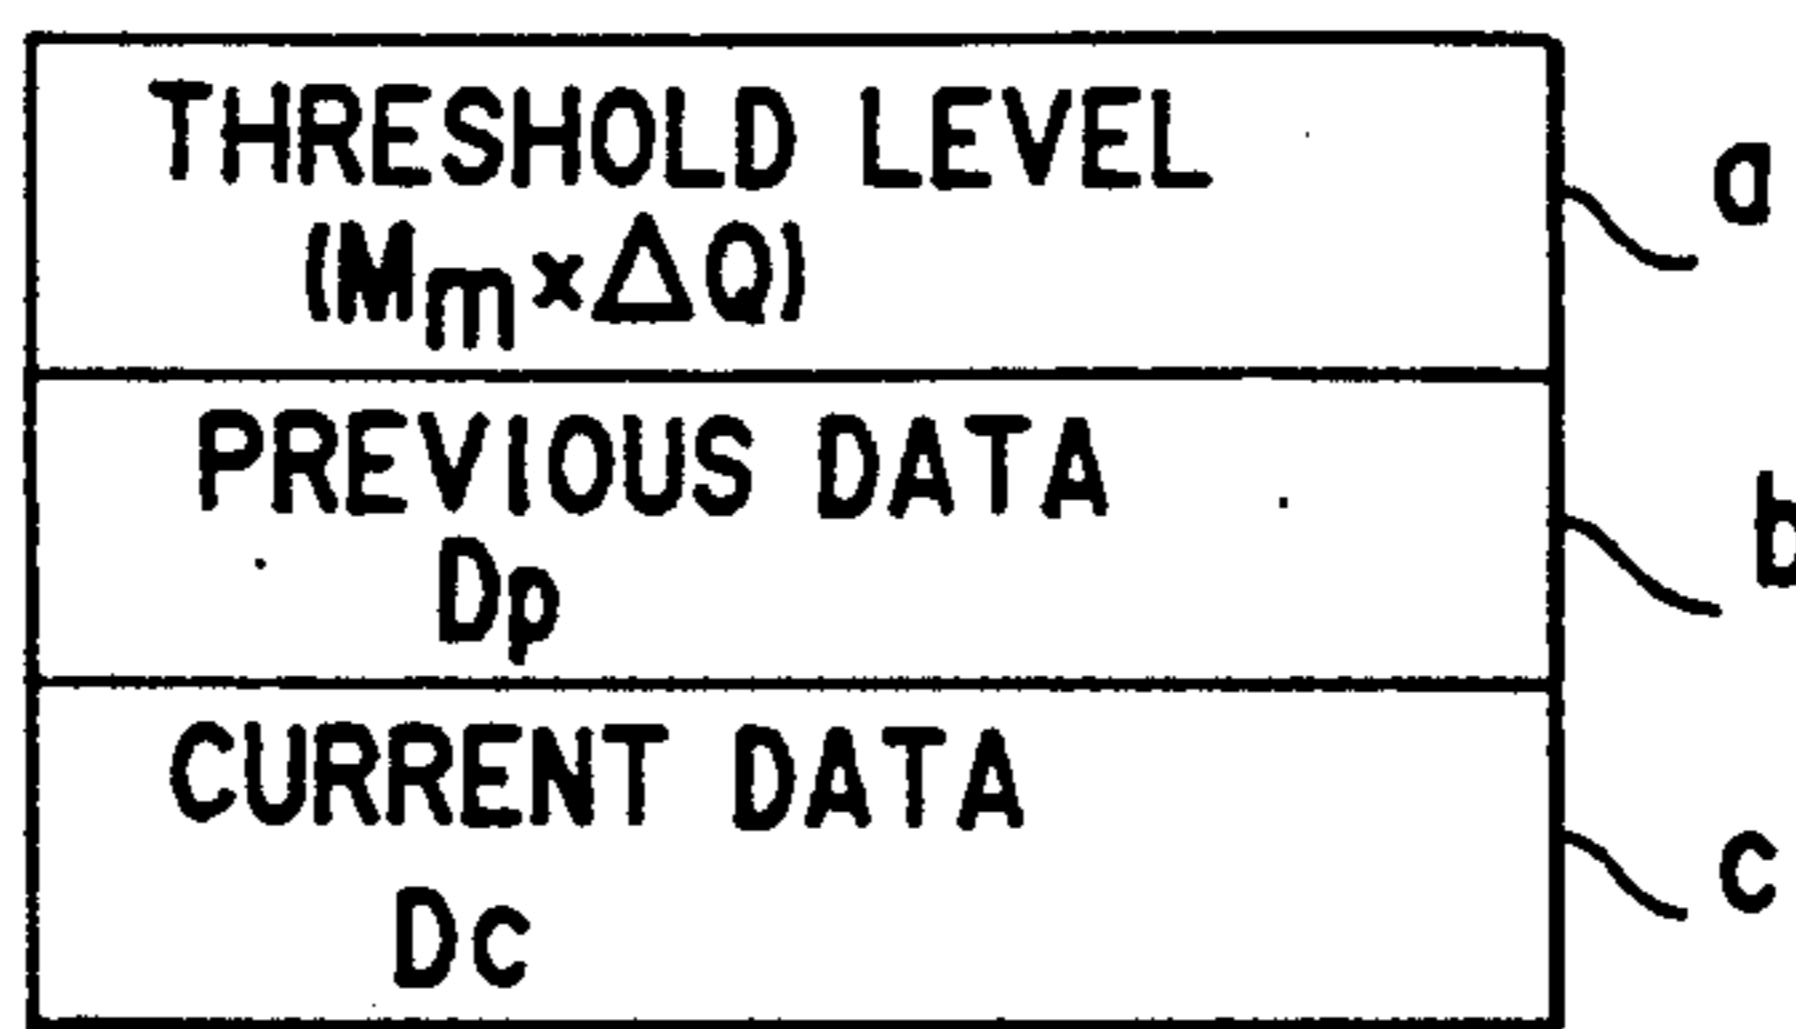 THRESHOLD LEVEL
(Mm×ΔQ)
a
PREVIOUS DATA
Dp
b
CURRENT DATA
Dc
c